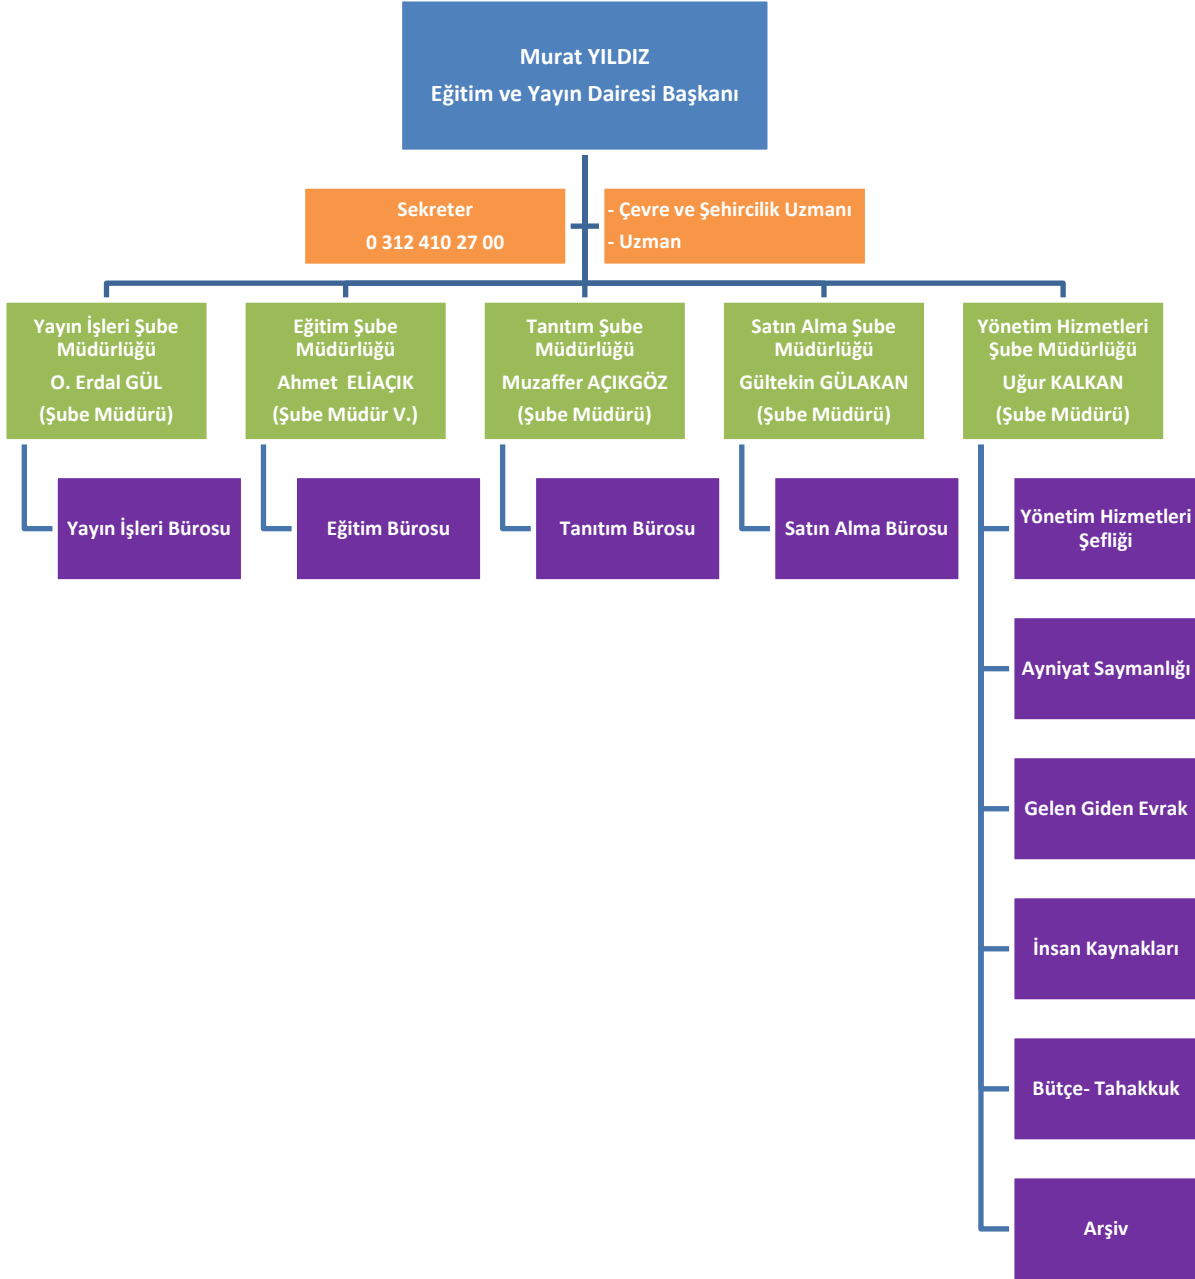 Murat YILDIZ
Eğitim ve Yayın Dairesi Başkanı
Sekreter
0 312 410 27 00
- Çevre ve Şehircilik Uzmanı
- Uzman
Yayın İşleri Şube
Müdürlüğü
O. Erdal GÜL
(Şube Müdürü)
Eğitim Şube
Müdürlüğü
Ahmet  ELİAÇIK
(Şube Müdür V.)
Tanıtım Şube
Müdürlüğü
Muzaffer AÇIKGÖZ
(Şube Müdürü)
Satın Alma Şube
Müdürlüğü
Gültekin GÜLAKAN
(Şube Müdürü)
Yönetim Hizmetleri
Şube Müdürlüğü
Uğur KALKAN
(Şube Müdürü)
Yayın İşleri Bürosu
Eğitim Bürosu
Tanıtım Bürosu
Satın Alma Bürosu
Yönetim Hizmetleri
Şefliği
Ayniyat Saymanlığı
Gelen Giden Evrak
İnsan Kaynakları
Bütçe- Tahakkuk
Arşiv